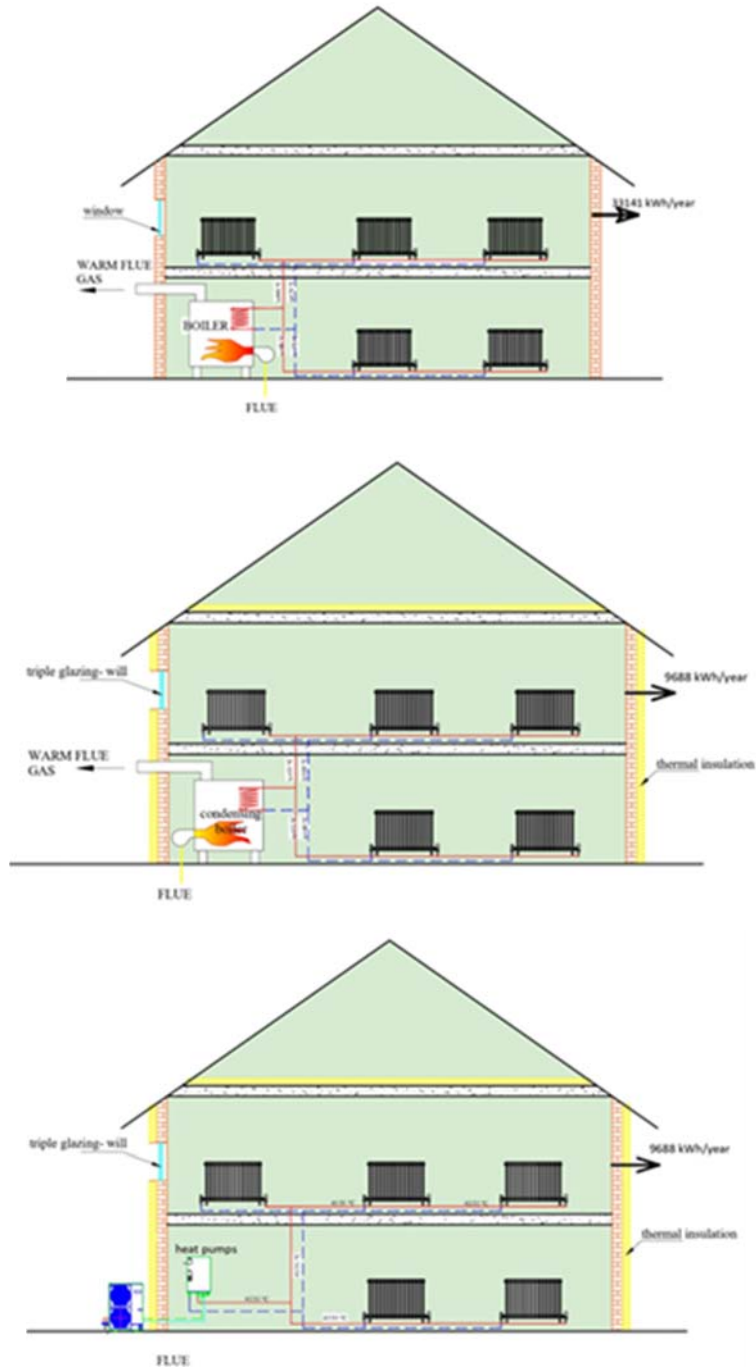 33141 kWh/year
window
WARM FLUE
GAS
BOILER
FLUE
triple glazing- will
9688 kWh/year
WARM FLUE
GAS
thermal insulation
condensing
boiler
FLUE
triple glazing- will
9688 kWh/year
heat pumps
thermal insulation
FLUE